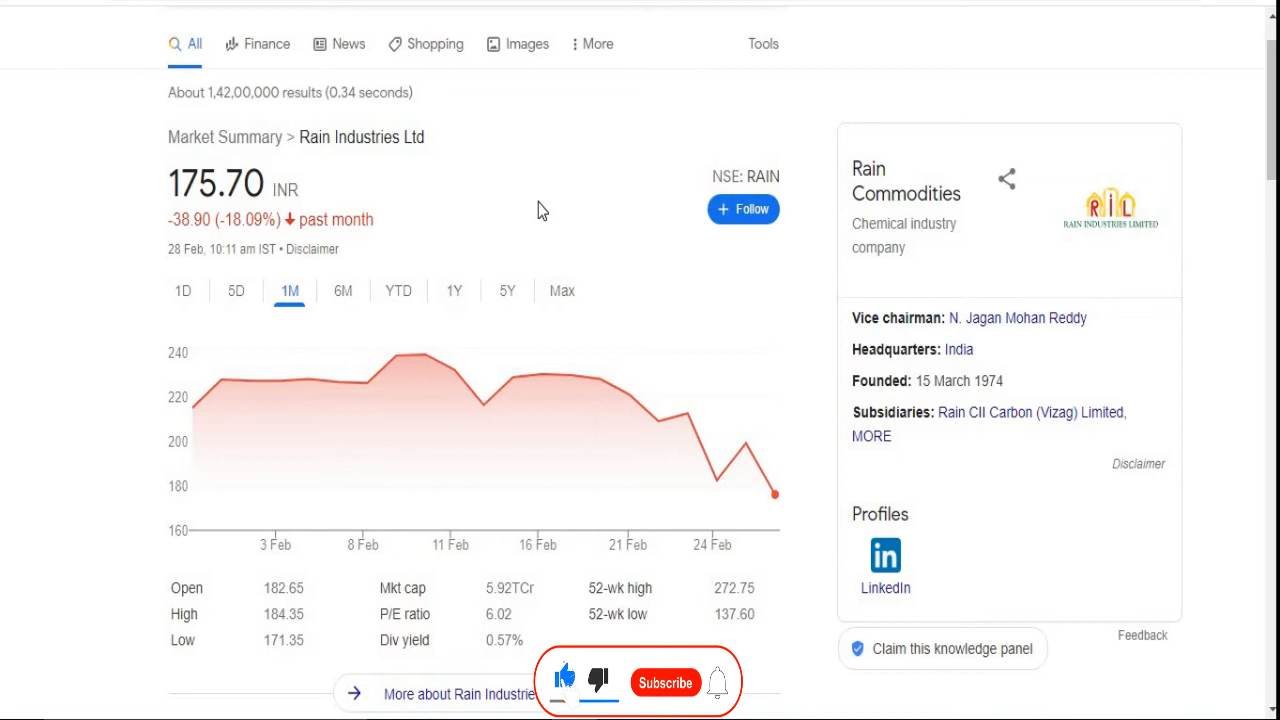 All Finance News Shopping Images More Tools
About 1,42,00,000 results (0.34 seconds)
Market Summary > Rain Industries Ltd
175.70 INR
NSE: RAIN
-38.90 (-18.09%) past month
+ Follow
28 Feb, 10:11 am IST • Disclaimer
1D 5D 1M 6M YTD 1Y 5Y Max
240
220
200
180
160
3 Feb 8 Feb 11 Feb 16 Feb 21 Feb 24 Feb
Open 182.65 Mkt cap 5.92TCr 52-wk high 272.75
High 184.35 P/E ratio 6.02 52-wk low 137.60
Low 171.35 Div yield 0.57%
More about Rain Industrie
Subscribe
Rain
Commodities
Chemical industry
company
RIL
RAIN INDUSTRIES LIMITED
Vice chairman: N. Jagan Mohan Reddy
Headquarters: India
Founded: 15 March 1974
Subsidiaries: Rain CII Carbon (Vizag) Limited,
MORE
Disclaimer
Profiles
in
LinkedIn
Feedback
Claim this knowledge panel